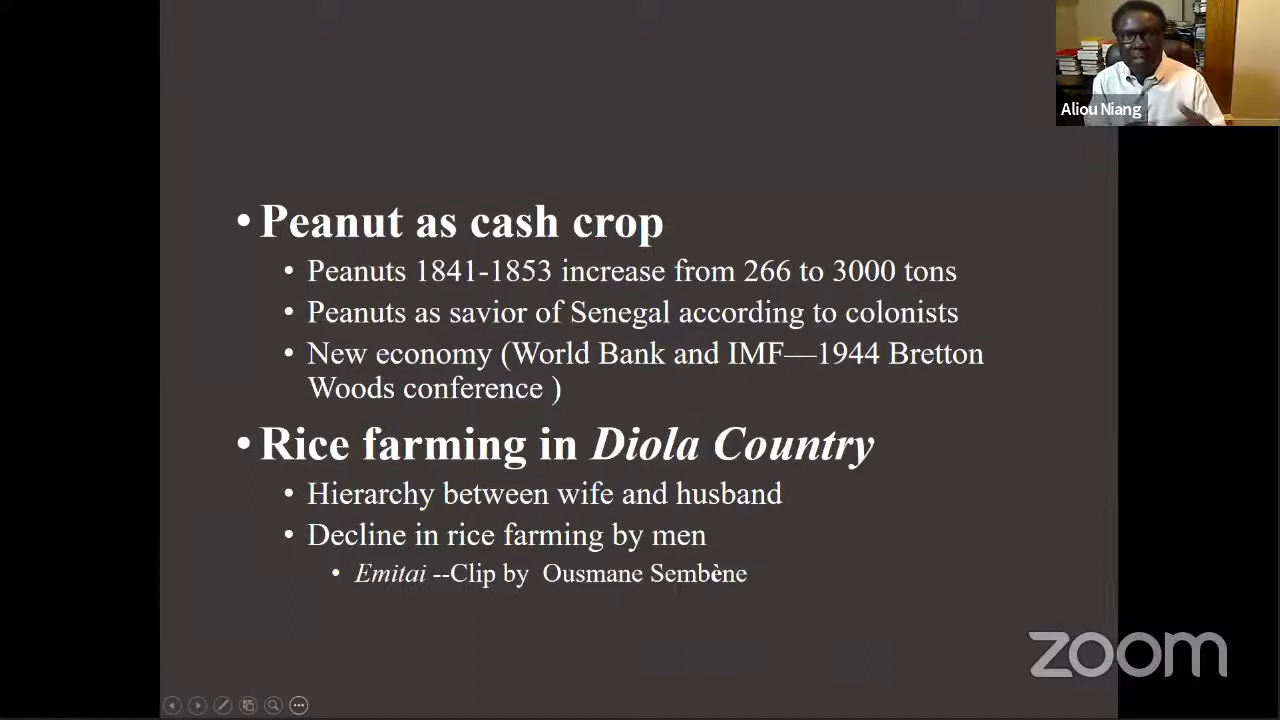 Aliou Niang
• Peanut as cash crop
• Peanuts 1841-1853 increase from 266 to 3000 tons
• Peanuts as savior of Senegal according to colonists
• New economy (World Bank and IMF—1944 Bretton
Woods conference )
• Rice farming in Diola Country
• Hierarchy between wife and husband
• Decline in rice farming by men
• Emitai --Clip by Ousmane Sembène
zoom